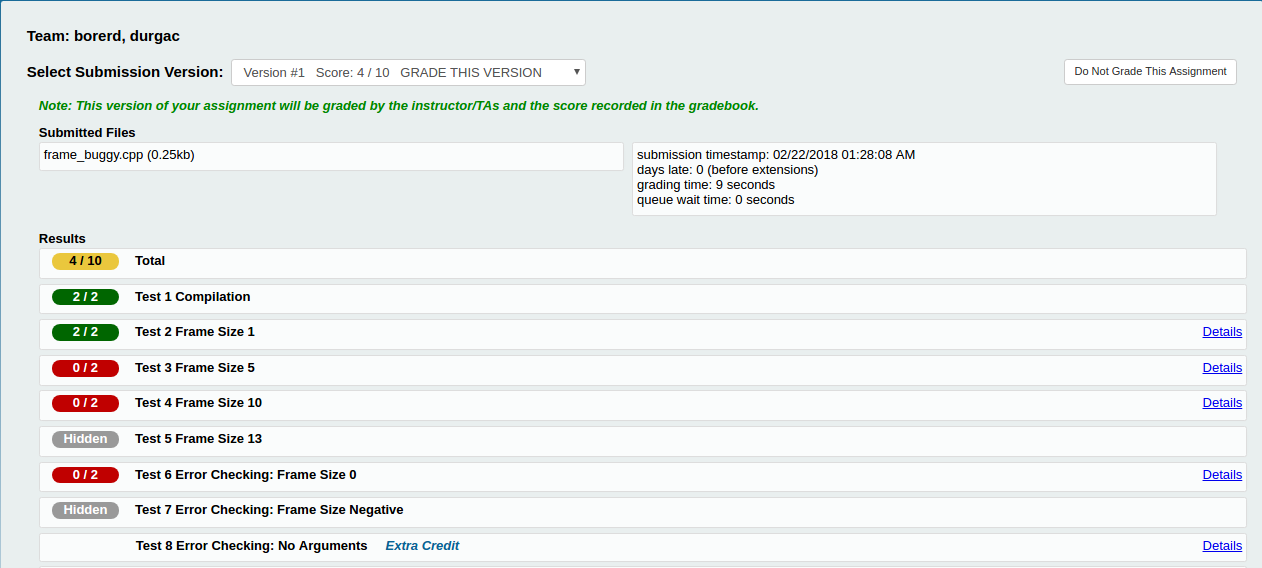 Team: borerd, durgac
Select Submission Version: Version #1 Score: 4 / 10 GRADE THIS VERSION Do Not Grade This Assignment
Note: This version of your assignment will be graded by the instructor/TAs and the score recorded in the gradebook.
Submitted Files
frame_buggy.cpp (0.25kb)
submission timestamp: 02/22/2018 01:28:08 AM
days late: 0 (before extensions)
grading time: 9 seconds
queue wait time: 0 seconds
Results
4 / 10 Total
2 / 2 Test 1 Compilation
2 / 2 Test 2 Frame Size 1 Details
0 / 2 Test 3 Frame Size 5 Details
0 / 2 Test 4 Frame Size 10 Details
Hidden Test 5 Frame Size 13
0 / 2 Test 6 Error Checking: Frame Size 0 Details
Hidden Test 7 Error Checking: Frame Size Negative
Test 8 Error Checking: No Arguments Extra Credit Details